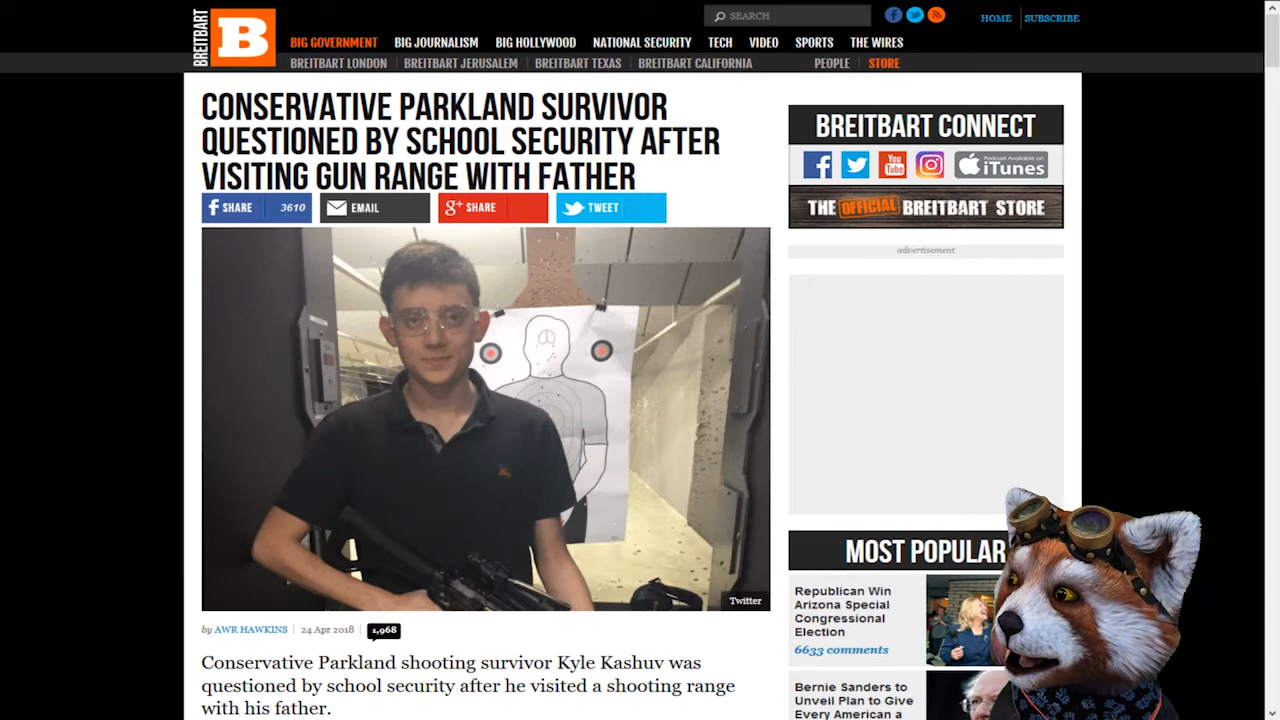 BREITBART
B
SEARCH
HOME
SUBSCRIBE
BIG GOVERNMENT BIG JOURNALISM BIG HOLLYWOOD NATIONAL SECURITY TECH VIDEO SPORTS THE WIRES
BREITBART LONDON BREITBART JERUSALEM BREITBART TEXAS BREITBART CALIFORNIA PEOPLE STORE
CONSERVATIVE PARKLAND SURVIVOR
QUESTIONED BY SCHOOL SECURITY AFTER
VISITING GUN RANGE WITH FATHER
f SHARE 3610 EMAIL g+ SHARE TWEET
Twitter
by AWR HAWKINS 24 Apr 2018 1,968
Conservative Parkland shooting survivor Kyle Kashuv was
questioned by school security after he visited a shooting range
with his father.
BREITBART CONNECT
You Tube Podcast Available on iTunes
THE OFFICIAL BREITBART STORE
advertisement
MOST POPULAR
Republican Win
Arizona Special
Congressional
Election
6633 comments
Bernie Sanders to
Unveil Plan to Give
Every American a